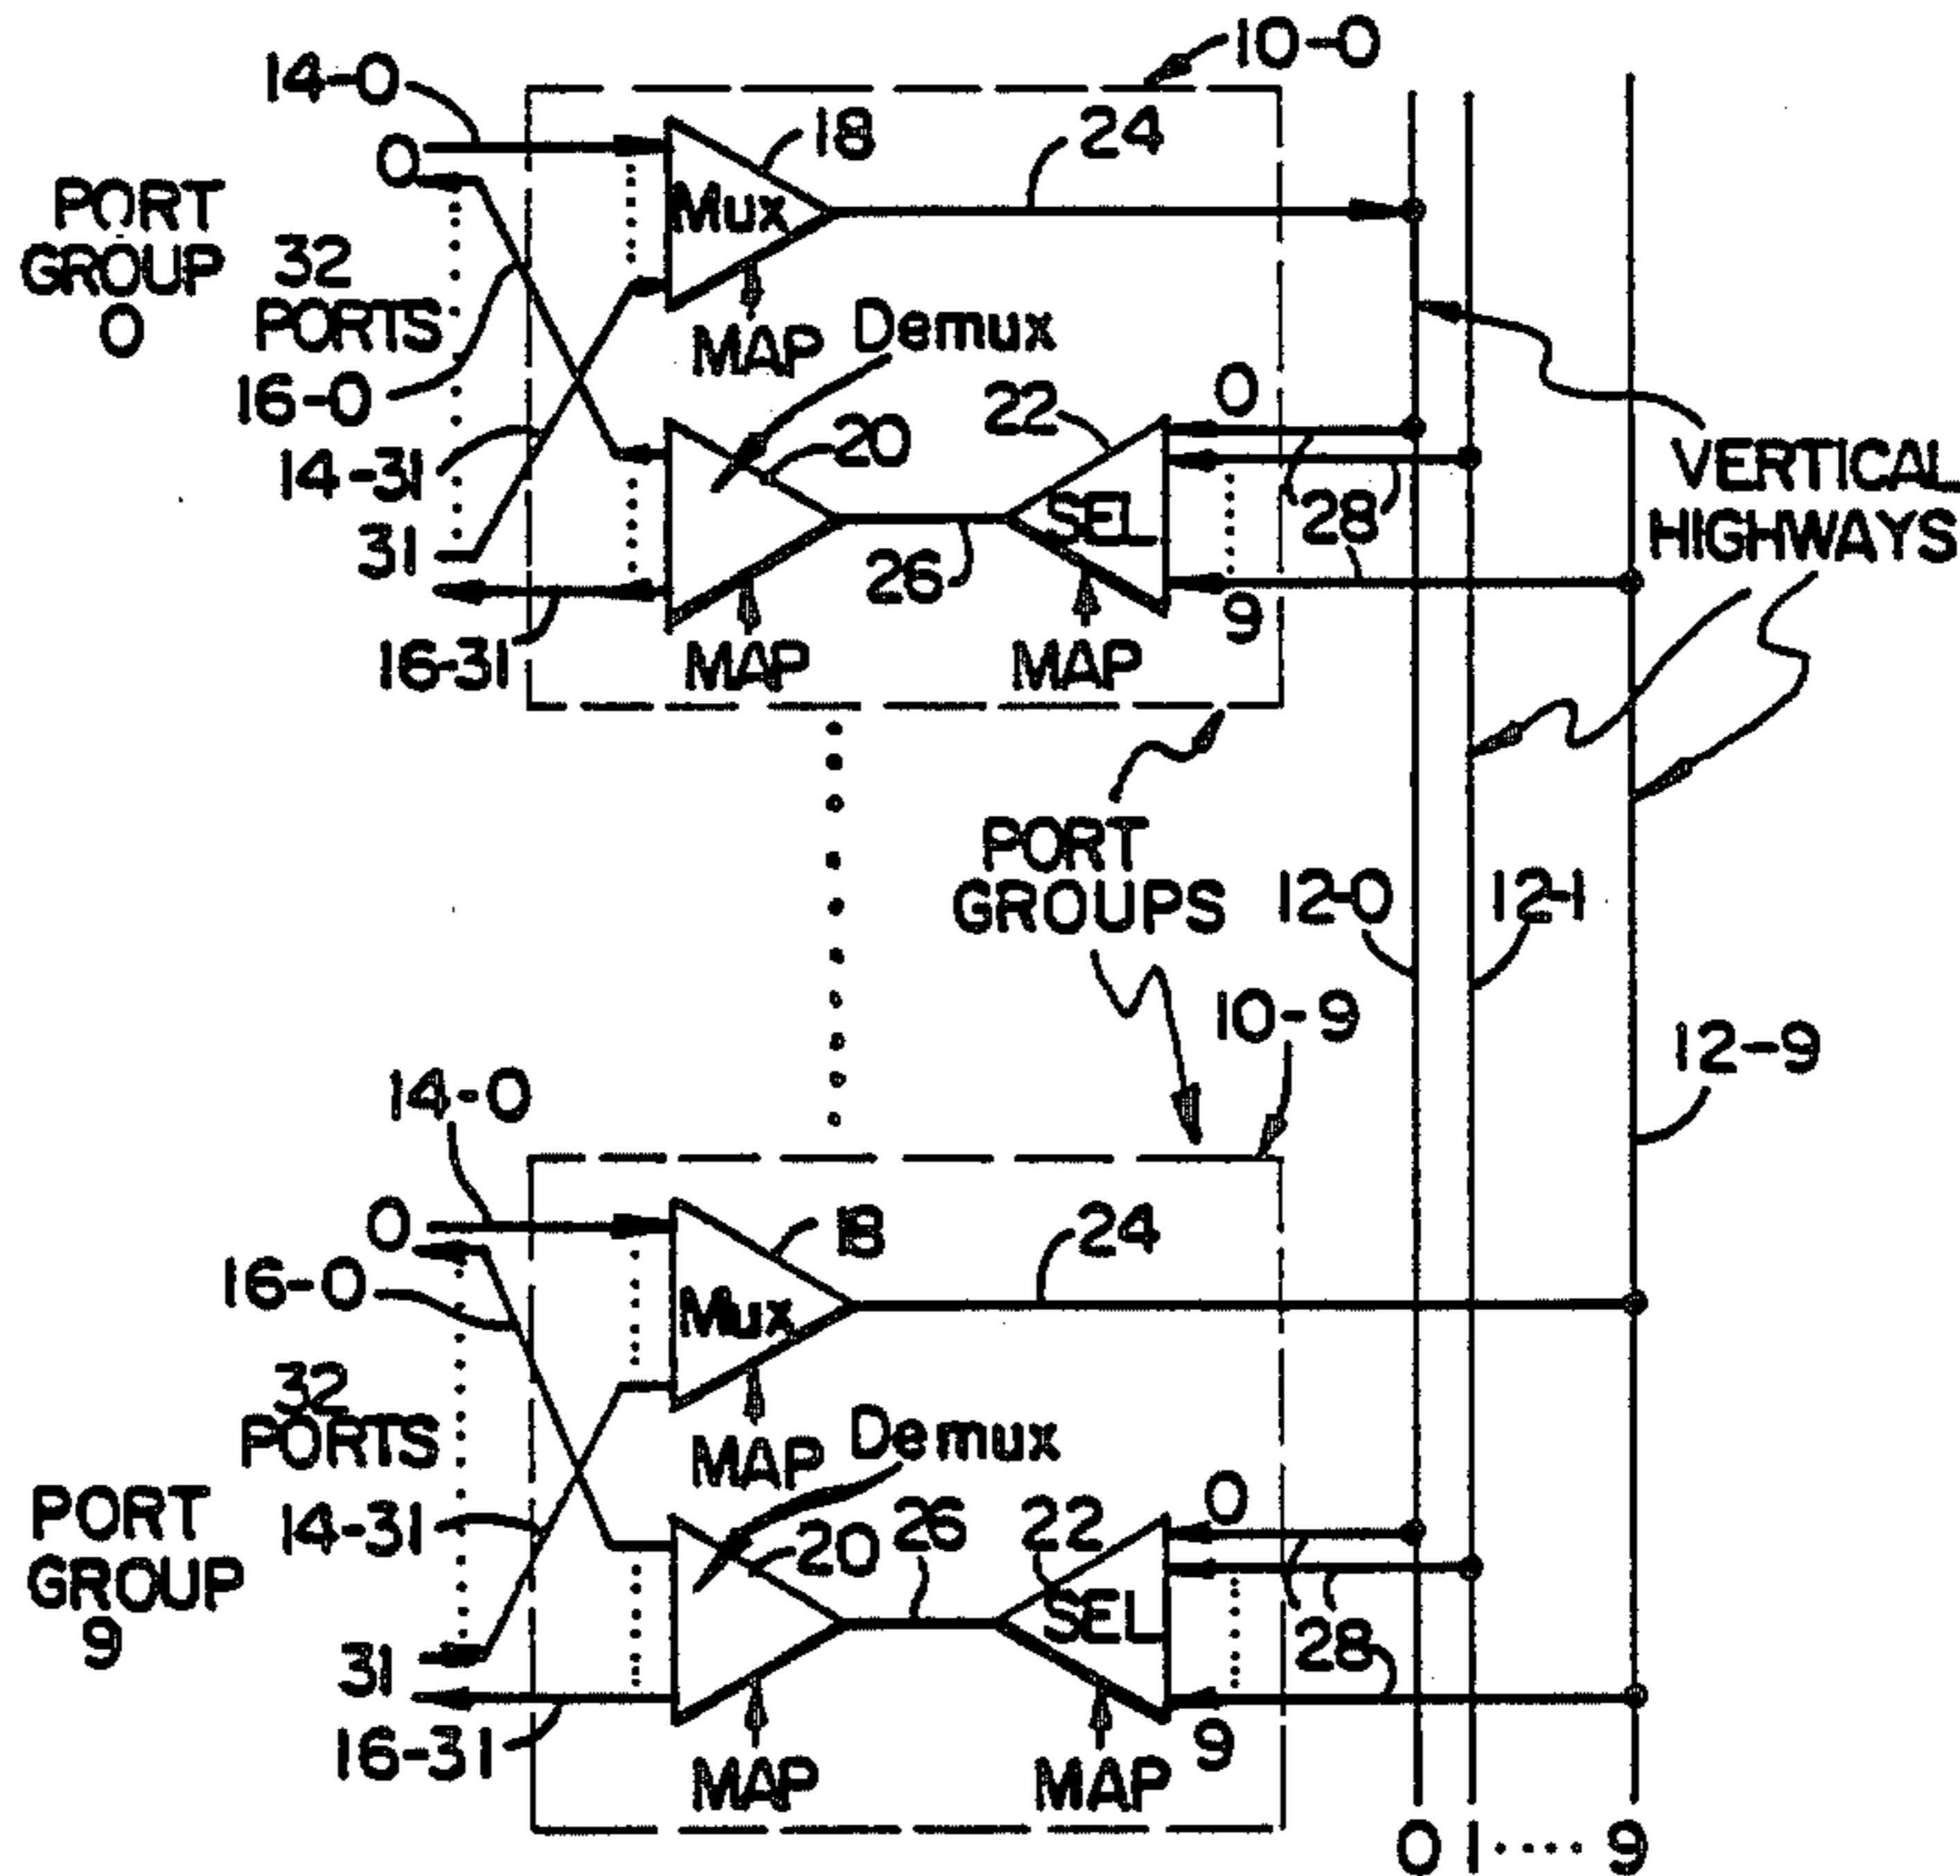 10-0
14-0
0
18
24
Mux
PORT
GROUP
0
32
PORTS
MAP
Demux
16-0
0
22
20
14-31
VERTICAL
HIGHWAYS
28
SEL
31
26
9
16-31
MAP
MAP
PORT
GROUPS
12-0
12-1
10-9
12-9
14-0
0
18
24
16-0
Mux
32
PORTS
MAP
Demux
PORT
GROUP
9
14-31
0
20
26
22
SEL
28
31
16-31
9
MAP
MAP
0 1 .... 9